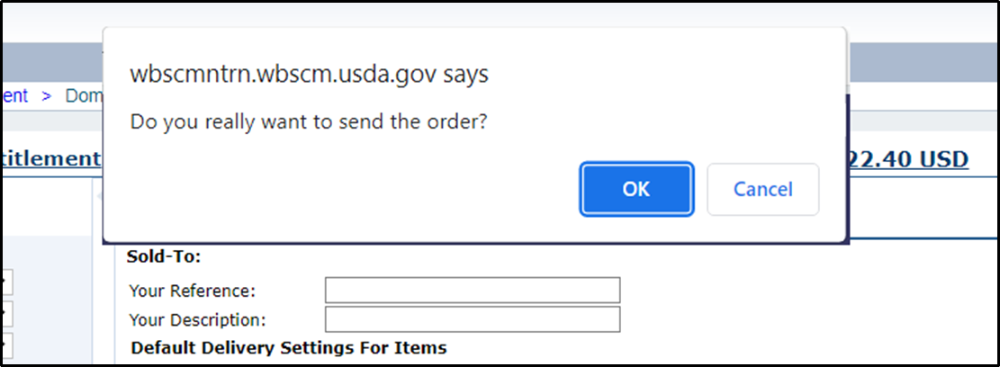 wbscmntrn.wbscm.usda.gov says
Do you really want to send the order?
OK Cancel
ent > Dom
titlement 22.40 USD
Sold-To:
Your Reference:
Your Description:
Default Delivery Settings For Items